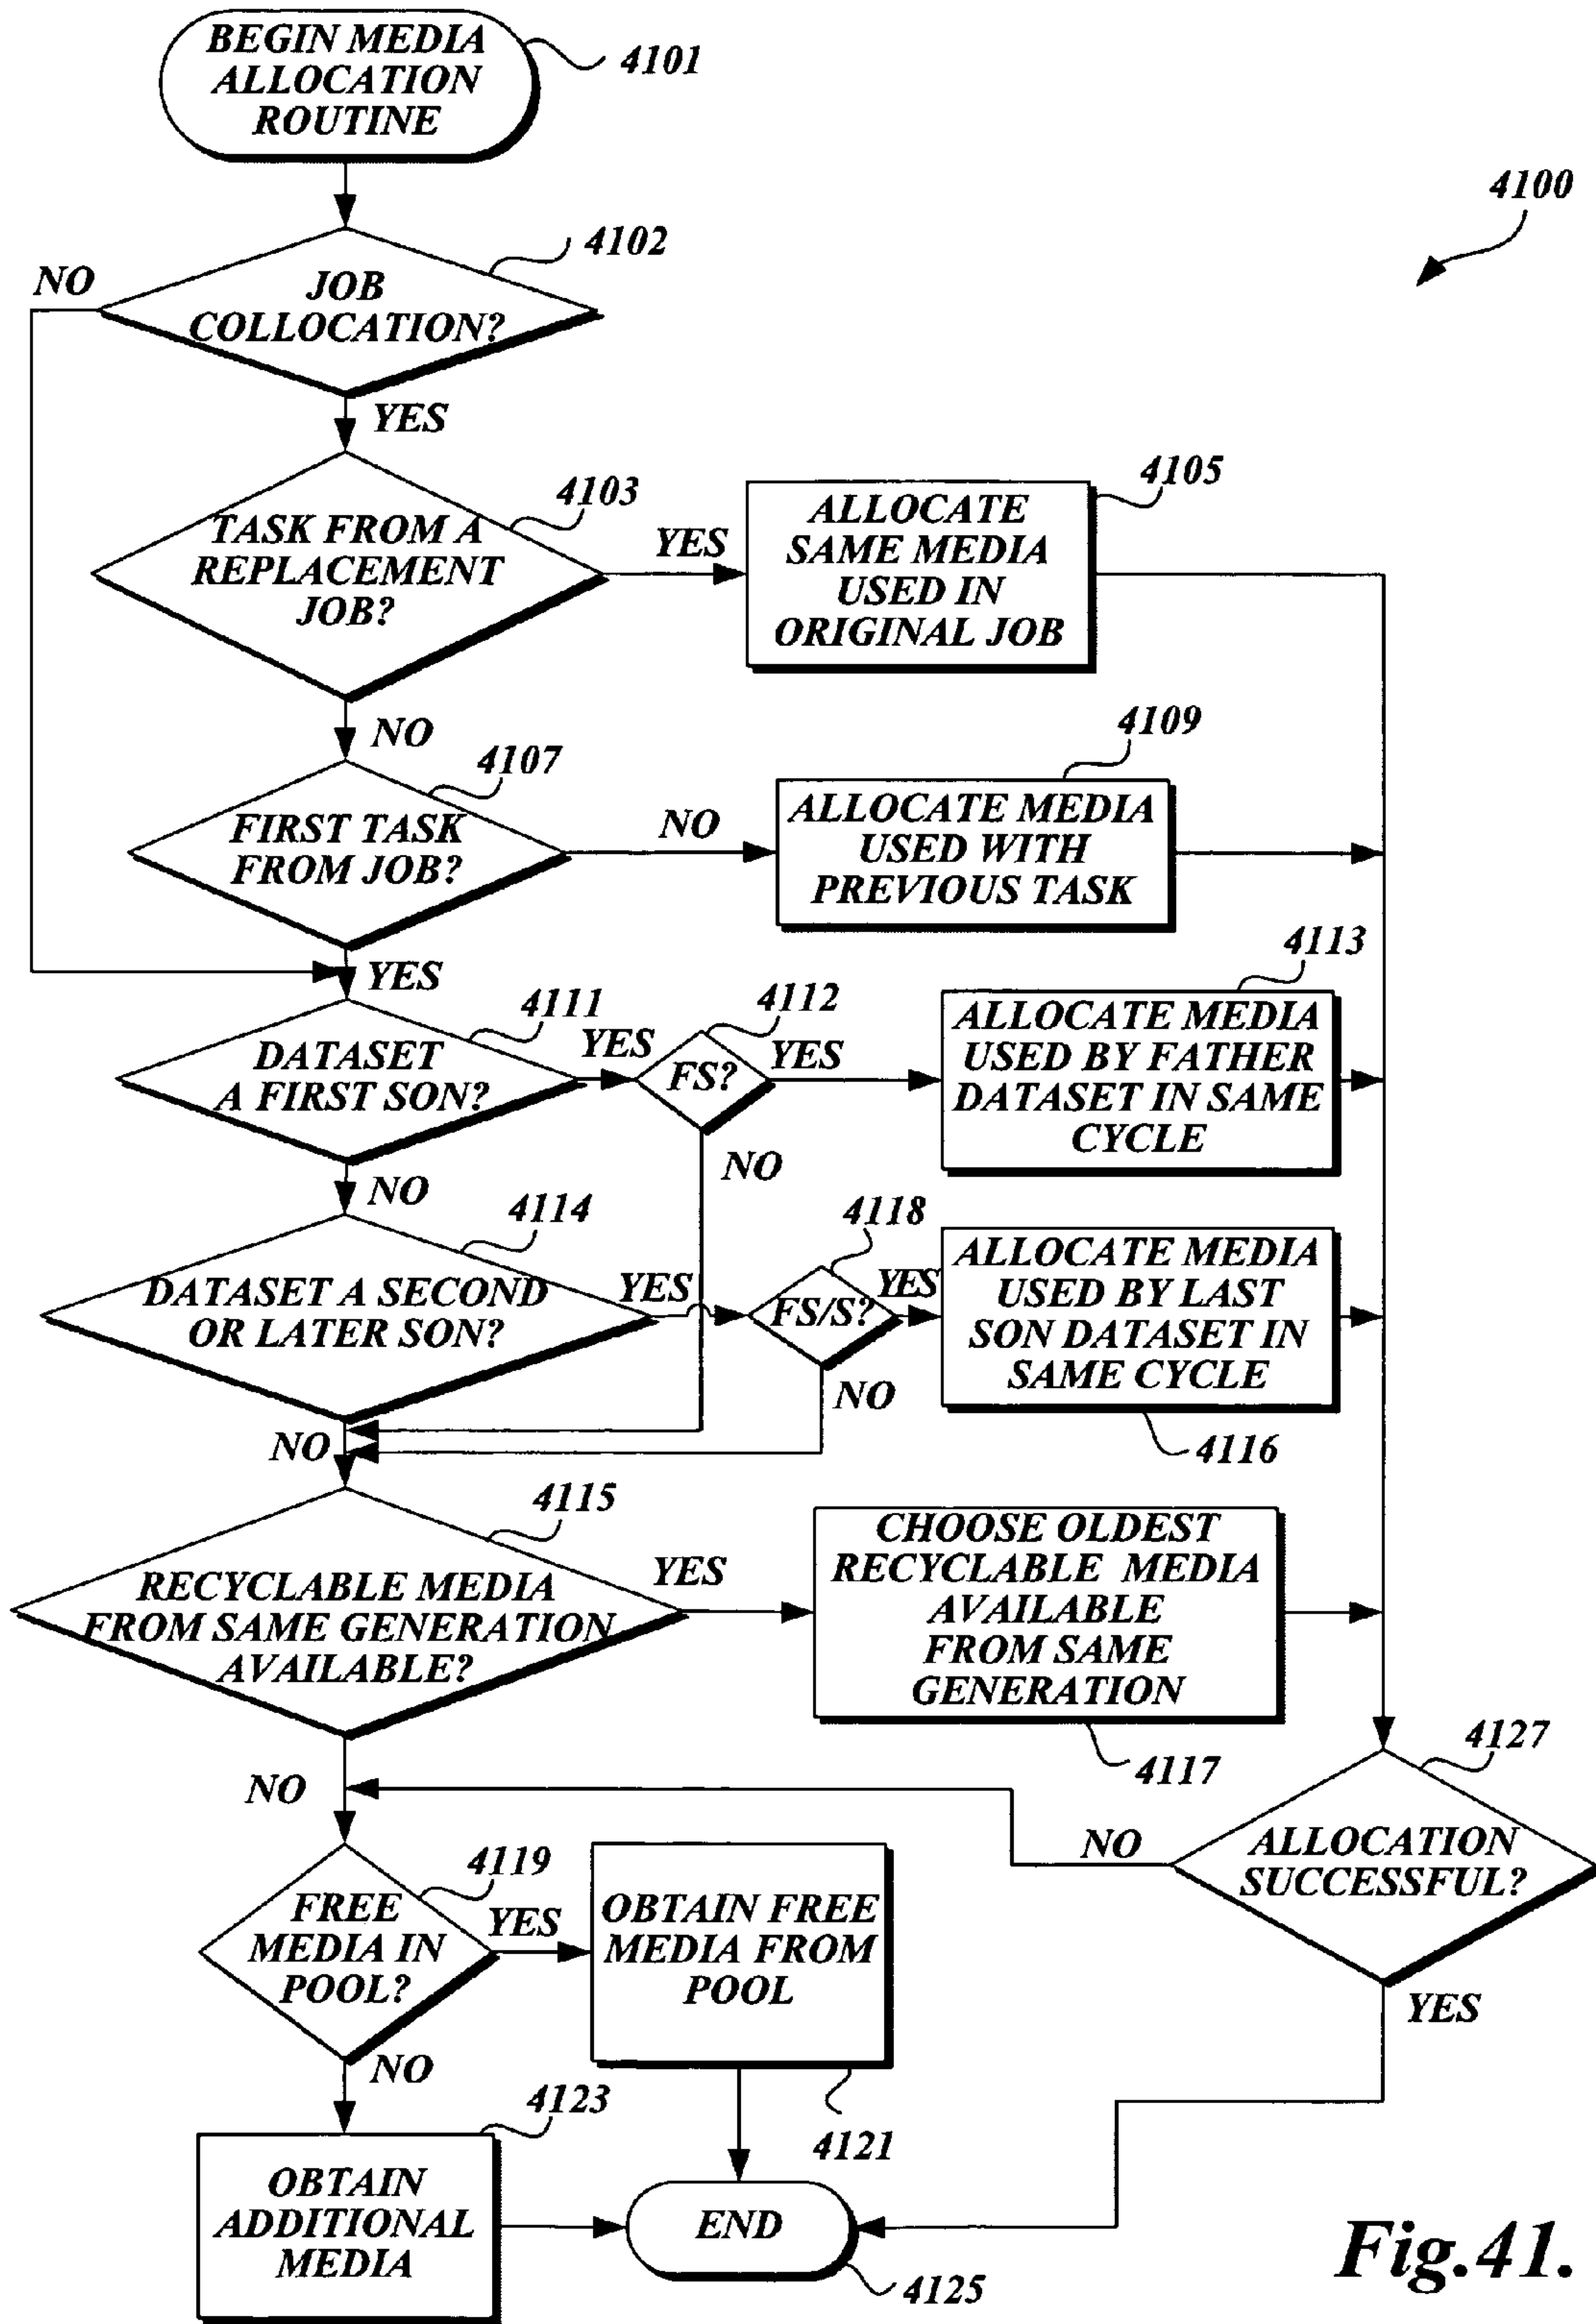 BEGIN MEDIA
ALLOCATION
ROUTINE
4101
4100
4102
NO
JOB
COLLOCATION?
YES
4103
TASK FROM A
REPLACEMENT
JOB?
YES
4105
ALLOCATE
SAME MEDIA
USED IN
ORIGINAL JOB
NO
4107
FIRST TASK
FROM JOB?
NO
4109
ALLOCATE MEDIA
USED WITH
PREVIOUS TASK
YES
4111
DATASET
A FIRST SON?
YES
4112
FS?
YES
4113
ALLOCATE MEDIA
USED BY FATHER
DATASET IN SAME
CYCLE
NO
NO
4114
DATASET A SECOND
OR LATER SON?
YES
4118
FS/S?
YES
ALLOCATE MEDIA
USED BY LAST
SON DATASET IN
SAME CYCLE
4116
NO
NO
4115
RECYCLABLE MEDIA
FROM SAME GENERATION
AVAILABLE?
YES
CHOOSE OLDEST
RECYCLABLE MEDIA
AVAILABLE
FROM SAME
GENERATION
4117
NO
4127
ALLOCATION
SUCCESSFUL?
NO
YES
4119
FREE
MEDIA IN
POOL?
YES
OBTAIN FREE
MEDIA FROM
POOL
4121
NO
4123
OBTAIN
ADDITIONAL
MEDIA
END
4125
Fig.41.